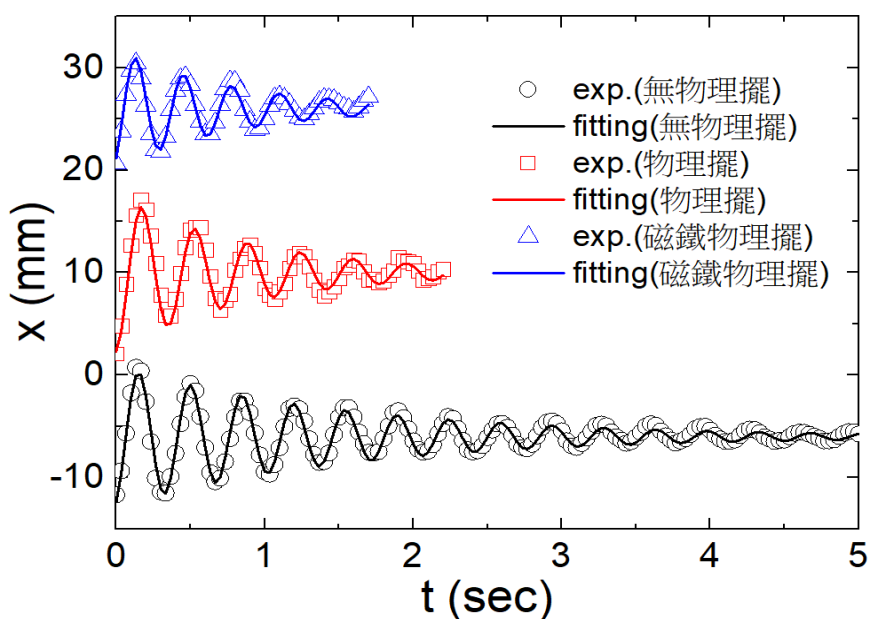 30
20
10
0
-10
x (mm)
0
1
2
3
4
5
t (sec)
exp.(無物理擺)
fitting(無物理擺)
exp.(物理擺)
fitting(物理擺)
exp.(磁鐵物理擺)
fitting(磁鐵物理擺)